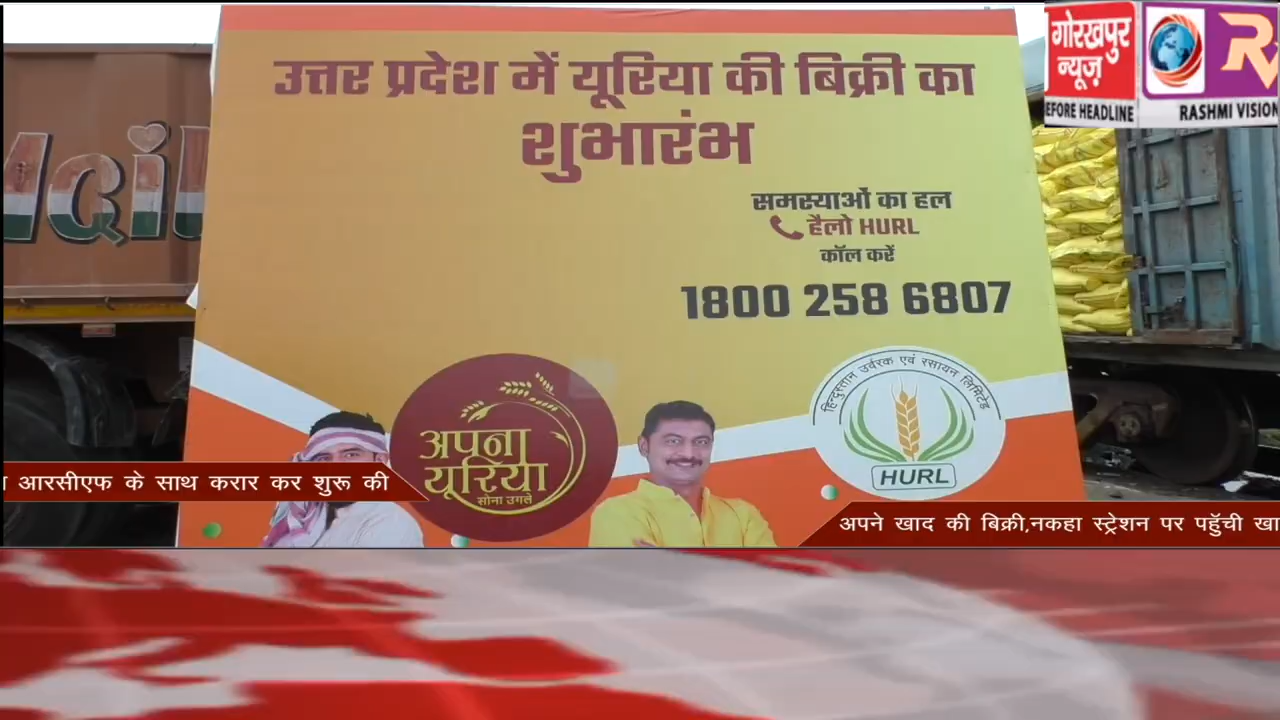 उत्तर प्रदेश में यूरिया की बिक्री का
शुभारंभ
समस्याओं का हल
हैलो HURL
कॉल करें
1800 258 6807
गोरखपुर
न्यूज़
EFORE HEADLINE
RV
RASHMI VISION
अपना
यूरिया
सोना उगले
हिन्दुस्तान उर्वरक एवं रसायन लिमिटेड
HURL
आरसीएफ के साथ करार कर शुरू की
अपने खाद की बिक्री,नकहा स्ट्रेशन पर पहुॅची खा